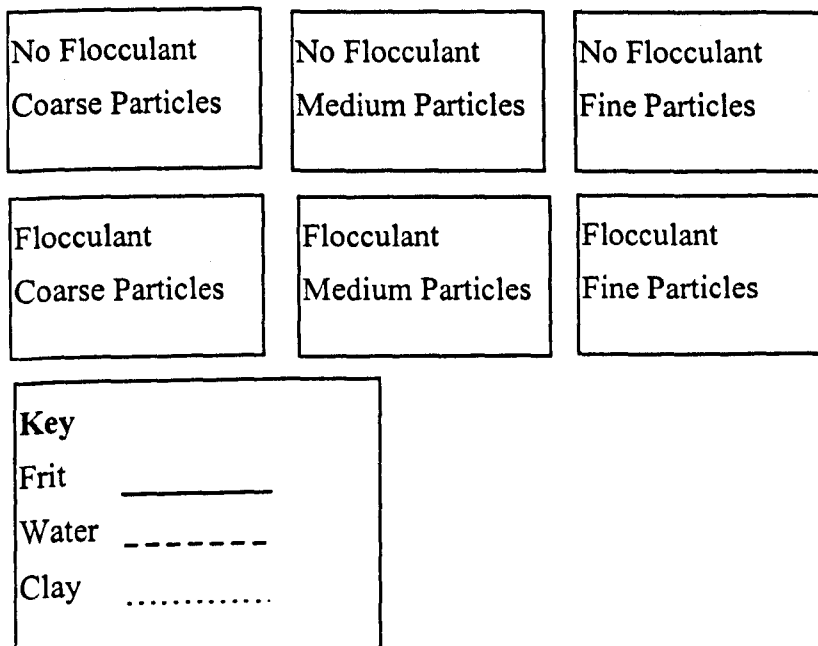 No Flocculant
Coarse Particles
No Flocculant
Medium Particles
No Flocculant
Fine Particles
Flocculant
Coarse Particles
Flocculant
Medium Particles
Flocculant
Fine Particles
Key
Frit
Water
Clay